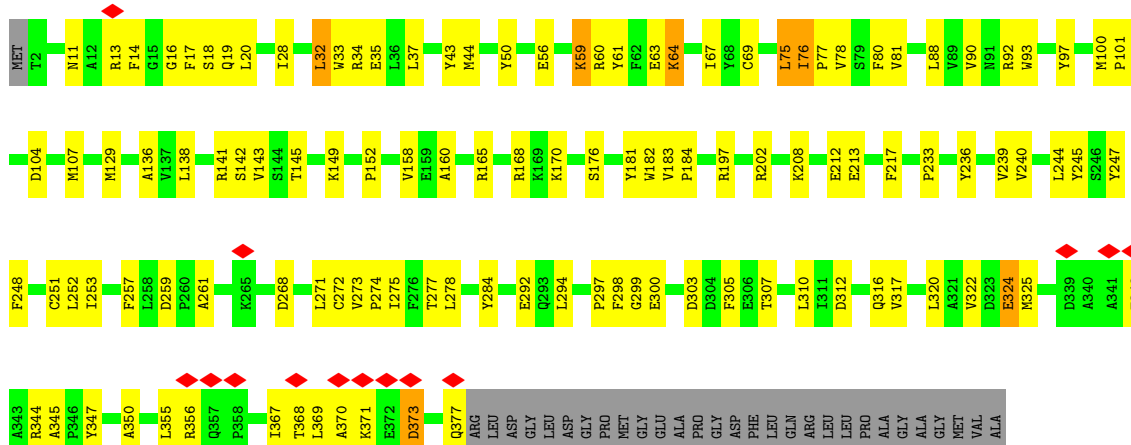 MET T2 N11 A12 R13 F14 G15 G16 F17 S18 Q19 L20 I28 L32 W33 R34 E35 L36 L37 Y43 M44 Y50 E56 K59 R60 Y61 F62 E63 K64 I67 Y68 C69 L75 I76 P77 V78 S79 F80 V81 L88 V89 V90 N91 R92 W93 Y97 M100 P101
D104 M107 M129 A136 V137 L138 R141 S142 V143 S144 T145 K149 P152 V158 E159 A160 R165 R168 K169 K170 S176 Y181 W182 V183 P184 R197 R202 K208 E212 E213 F217 P233 Y236 V239 V240 L244 Y245 S246 Y247
F248 C251 L252 I253 F257 L258 D259 P260 A261 K265 D268 L271 C272 V273 P274 I275 F276 T277 L278 Y284 E292 Q293 L294 P297 F298 G299 E300 D303 D304 F305 E306 T307 L310 I311 D312 Q316 V317 L320 A321 V322 D323 E324 M325 D339 A340 A341
A343 R344 A345 P346 Y347 A350 L355 R356 Q357 P358 I367 T368 L369 A370 K371 E372 D373 Q377 ARG LEU ASP GLY LEU ASP GLY PRO MET GLY GLU ALA PRO GLY ASP PHE LEU GLN ARG LEU LEU PRO ALA GLY ALA GLY MET VAL ALA